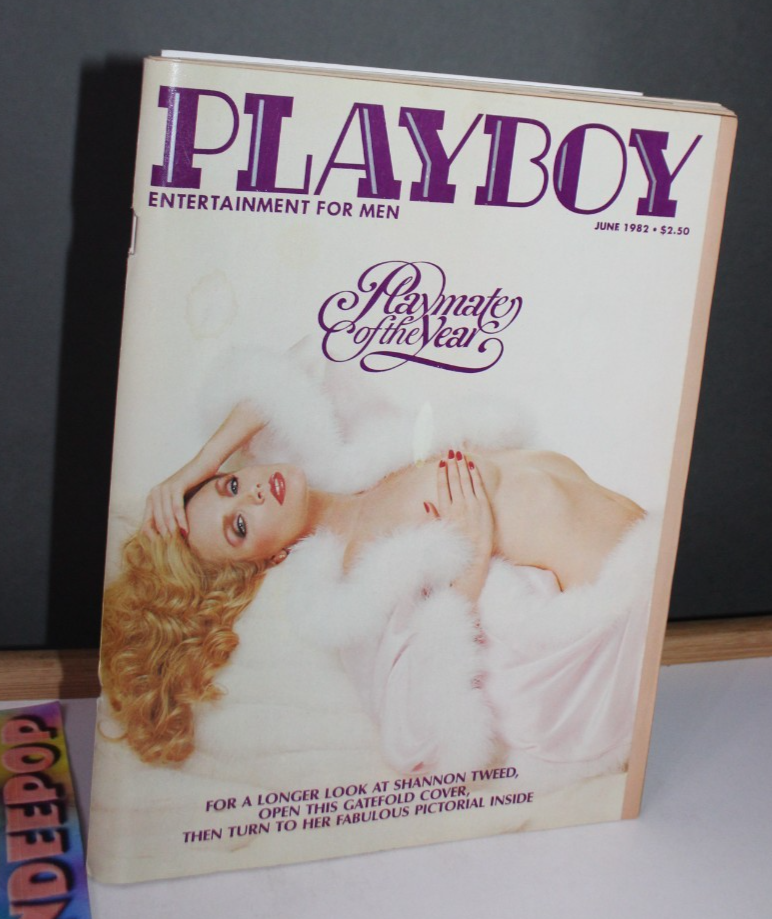 PLAYBOY
ENTERTAINMENT FOR MEN
JUNE 1982 • $2.50
Playmate
of the Year
FOR A LONGER LOOK AT SHANNON TWEED,
OPEN THIS GATEFOLD COVER,
THEN TURN TO HER FABULOUS PICTORIAL INSIDE
NDEEPOP